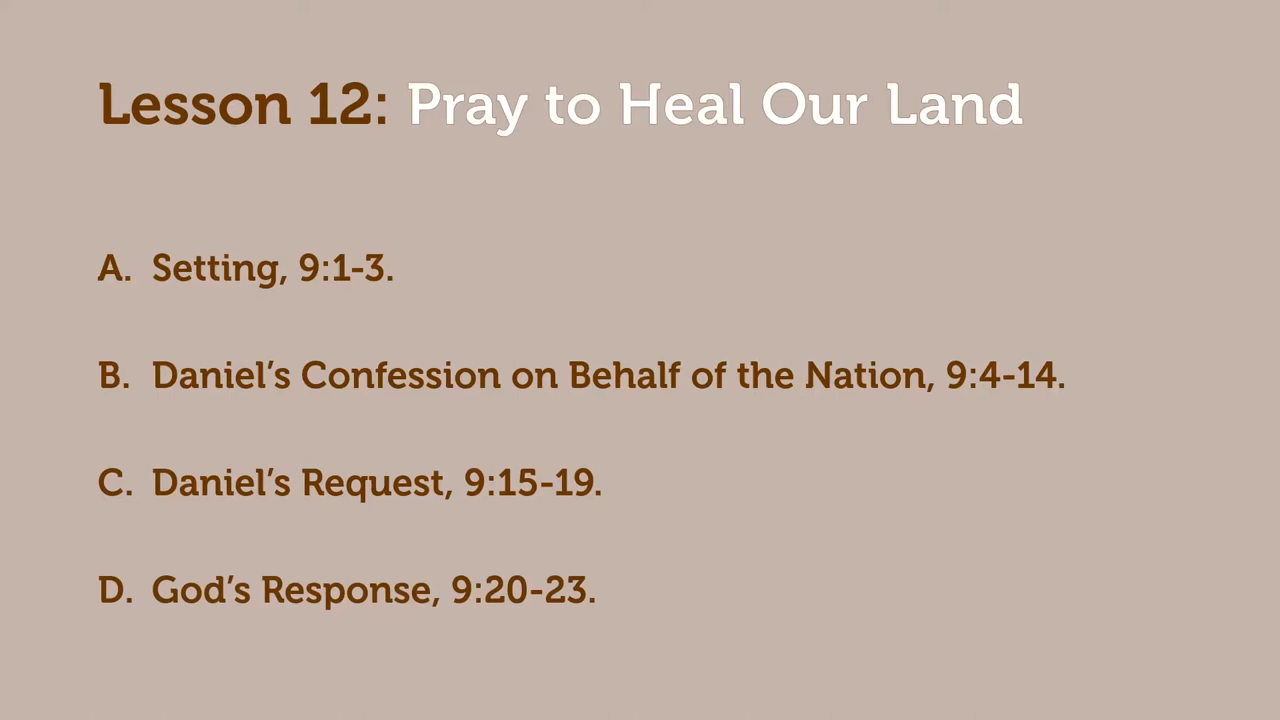 Lesson 12: Pray to Heal Our Land
A. Setting, 9:1-3.
B. Daniel’s Confession on Behalf of the Nation, 9:4-14.
C. Daniel’s Request, 9:15-19.
D. God’s Response, 9:20-23.